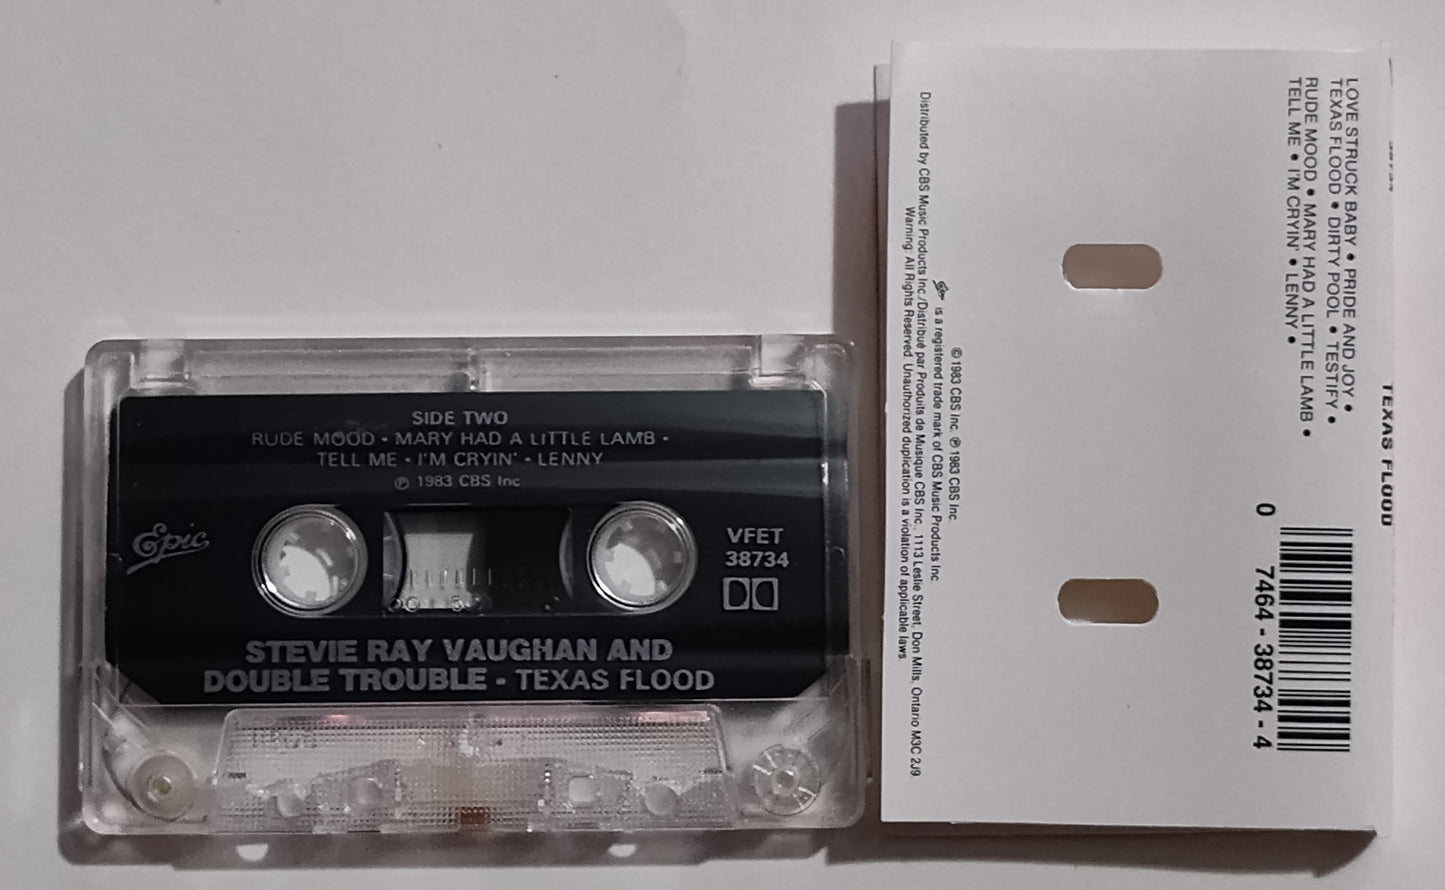 SIDE TWO
RUDE MOOD • MARY HAD A LITTLE LAMB •
TELL ME • I'M CRYIN' • LENNY
℗ 1983 CBS Inc
Epic
VFET
38734
STEVIE RAY VAUGHAN AND
DOUBLE TROUBLE - TEXAS FLOOD
TEXAS FLOOD
LOVE STRUCK BABY • PRIDE AND JOY •
TEXAS FLOOD • DIRTY POOL • TESTIFY •
RUDE MOOD • MARY HAD A LITTLE LAMB •
TELL ME • I'M CRYIN' • LENNY •
0 7464 - 38734 - 4
© 1983 CBS Inc. ℗ 1983 CBS Inc.
Epic is a registered trade mark of CBS Music Products Inc.
Distributed by CBS Music Products Inc./Distribué par Produits de Musique CBS Inc., 1113 Leslie Street, Don Mills, Ontario M3C 2J9.
Warning: All Rights Reserved. Unauthorized duplication is a violation of applicable laws.